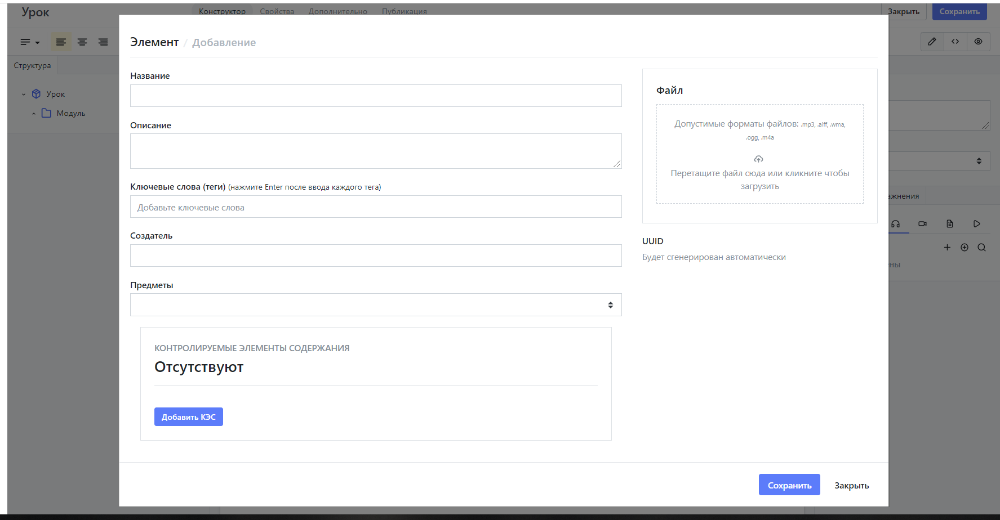 Урок
Конструктор
Свойства
Дополнительно
Публикация
Закрыть
Сохранить
Структура
Урок
Модуль
Элемент / Добавление
Название
Описание
Ключевые слова (теги) (нажмите Enter после ввода каждого тега)
Добавьте ключевые слова
Создатель
Предметы
КОНТРОЛИРУЕМЫЕ ЭЛЕМЕНТЫ СОДЕРЖАНИЯ
Отсутствуют
Добавить КЭС
Файл
Допустимые форматы файлов: .mp3, .aiff, .wma,
.ogg, .m4a
Перетащите файл сюда или кликните чтобы
загрузить
UUID
Будет сгенерирован автоматически
ажнения
ены
Сохранить
Закрыть